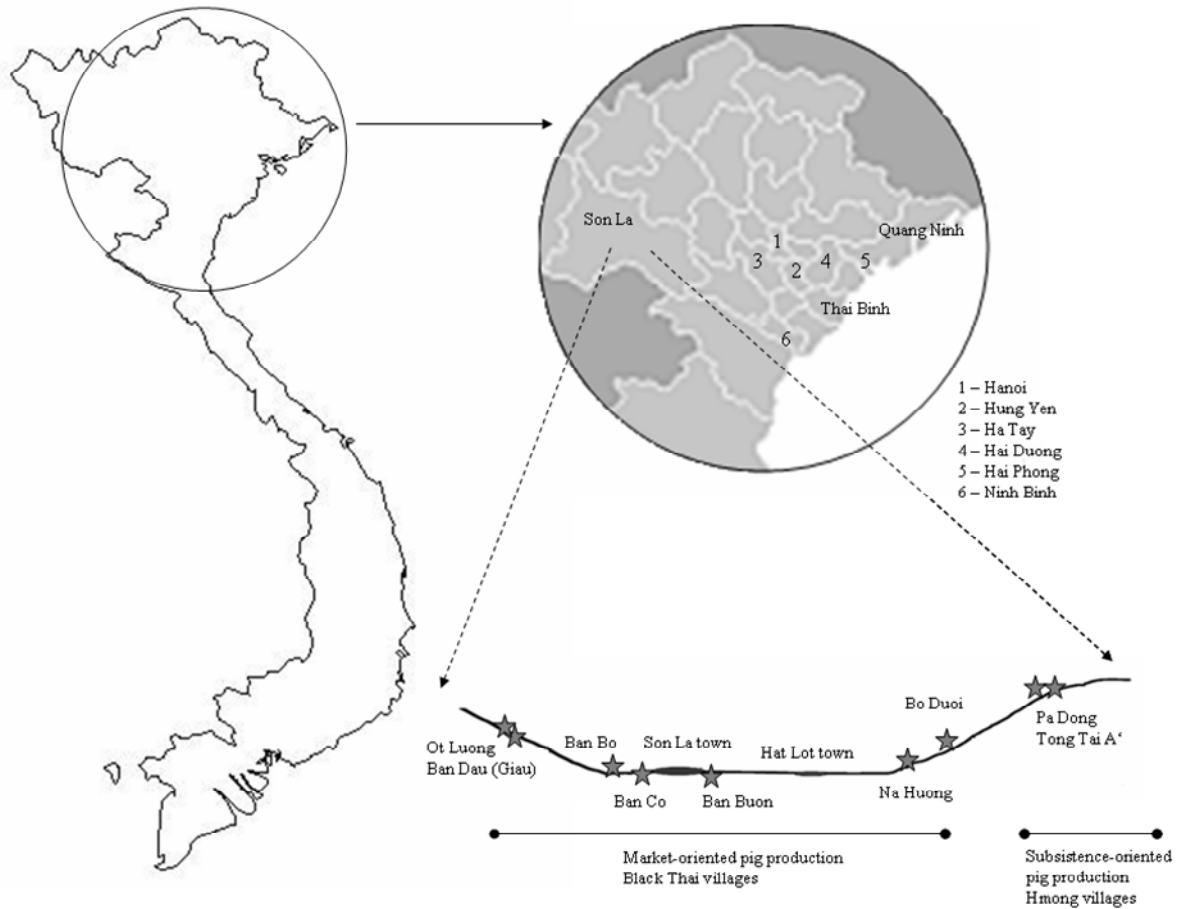 Son La
Quang Ninh
1
3
2
4
5
Thai Binh
6
1 – Hanoi
2 – Hung Yen
3 – Ha Tay
4 – Hai Duong
5 – Hai Phong
6 – Ninh Binh
Ot Luong
Ban Dau (Giau)
Ban Bo
Ban Co
Son La town
Ban Buon
Hat Lot town
Na Huong
Bo Duoi
Pa Dong
Tong Tai A‘
Market-oriented pig production
Black Thai villages
Subsistence-oriented
pig production
Hmong villages